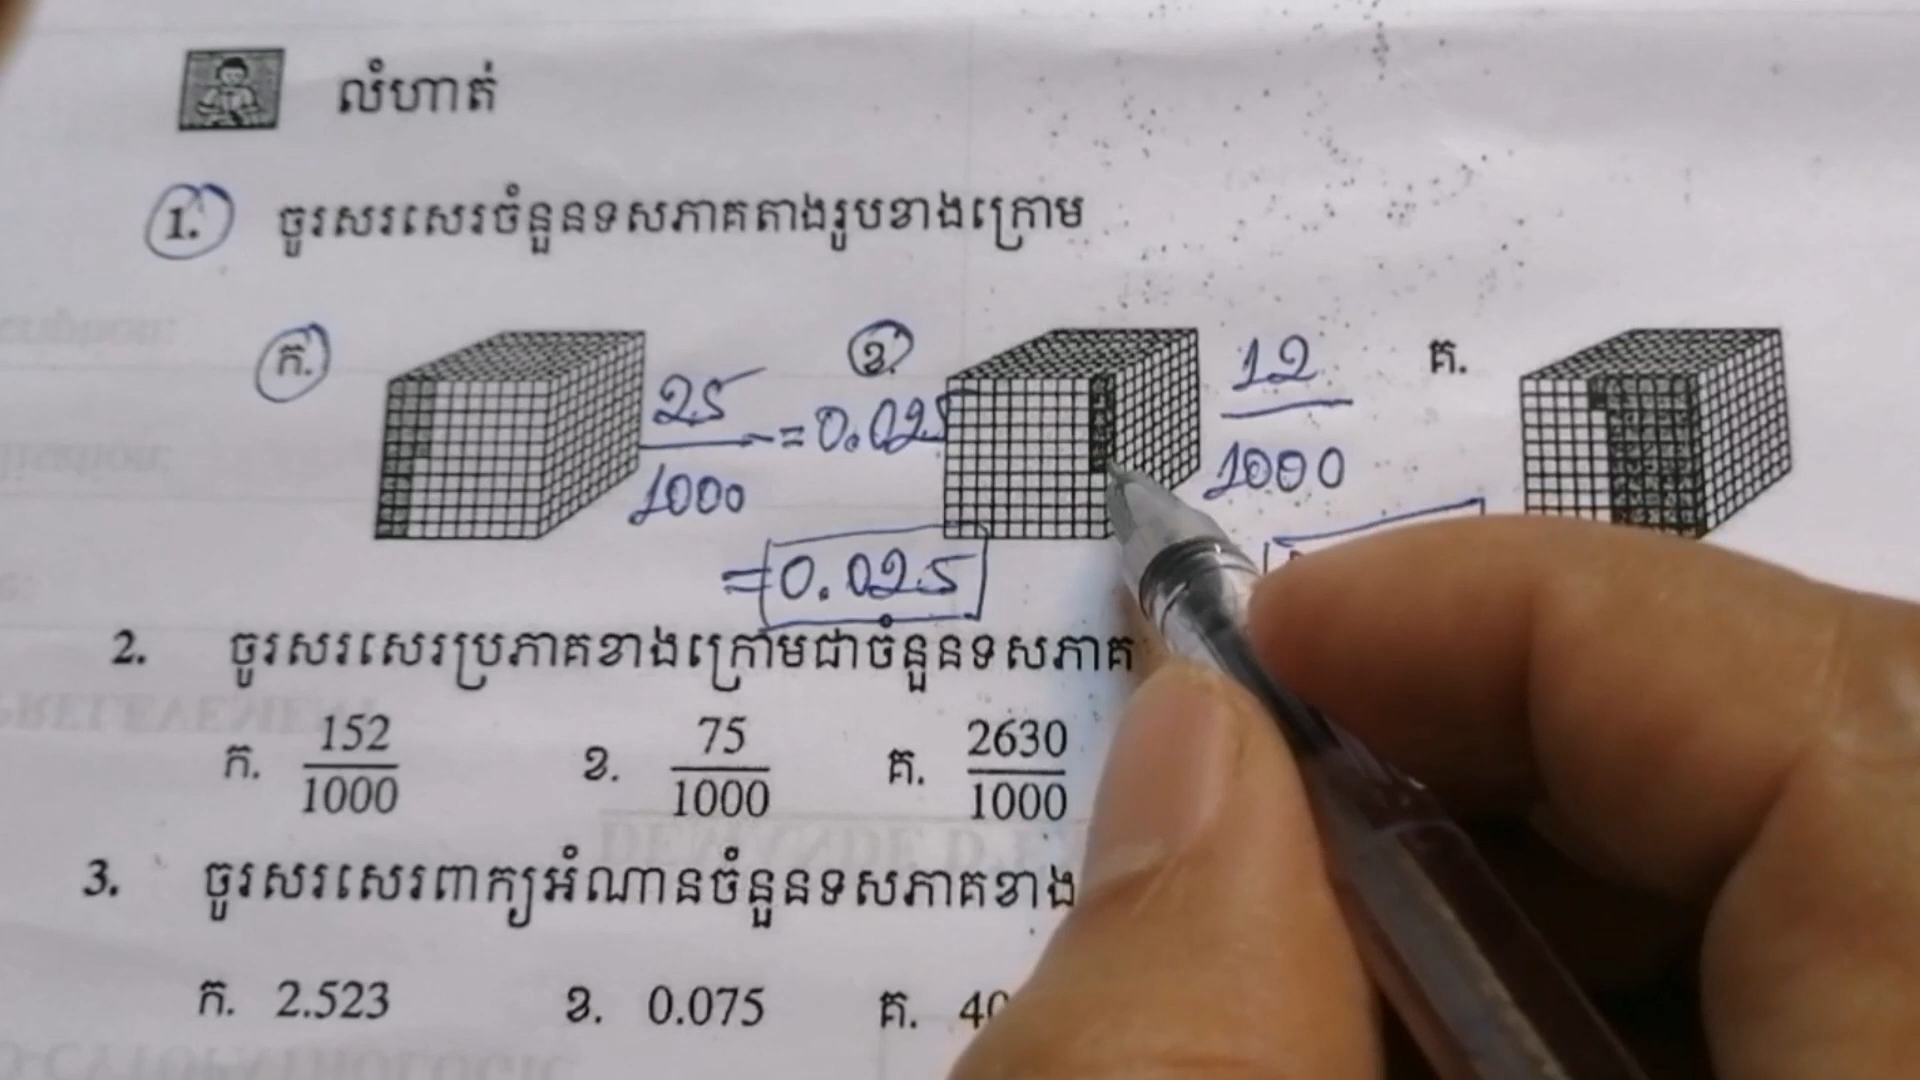 លំហាត់
1. ចូរសរសេរចំនួនទសភាគតាងរូបខាងក្រោម
ក. 25/1000 = 0.025 ខ. 12/1000 គ.
= 0.025
2. ចូរសរសេរប្រភាគខាងក្រោមជាចំនួនទសភាគ
ក. 152/1000 ខ. 75/1000 គ. 2630/1000
3. ចូរសរសេរពាក្យអំណានចំនួនទសភាគខាង
ក. 2.523 ខ. 0.075 គ. 40